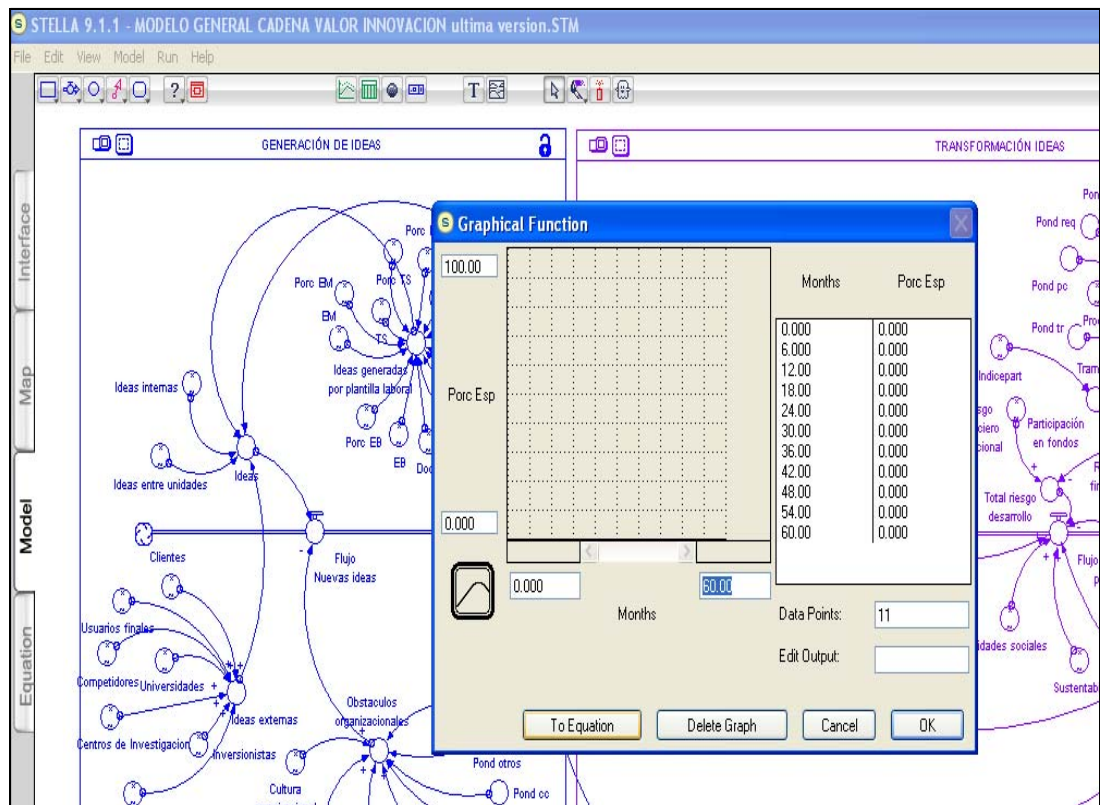 STELLA 9.1.1 - MODELO GENERAL CADENA VALOR INNOVACION ultima version.STM
File Edit View Model Run Help
Interface
Map
Model
Equation
GENERACIÓN DE IDEAS
TRANSFORMACIÓN IDEAS
Porc EM
Porc TS
EM
TS
Ideas generadas
por plantilla laboral
Porc EB
EB
Ideas internas
Ideas entre unidades
Ideas
Clientes
Flujo
Nuevas ideas
Usuarios finales
Competidores
Universidades
Ideas externas
Centros de Investigacion
Inversionistas
Obstaculos
organizacionales
Cultura
Pond otros
Pond cc
Graphical Function
100.00
Porc Esp
0.000
0.000
60.00
Months
Months Porc Esp
0.000 0.000
6.000 0.000
12.00 0.000
18.00 0.000
24.00 0.000
30.00 0.000
36.00 0.000
42.00 0.000
48.00 0.000
54.00 0.000
60.00 0.000
Data Points: 11
Edit Output:
To Equation Delete Graph Cancel OK
Pond req
Pond pc
Pond tr
Indicepart
Participación
en fondos
Total riesgo
desarrollo
Flujo
idades sociales